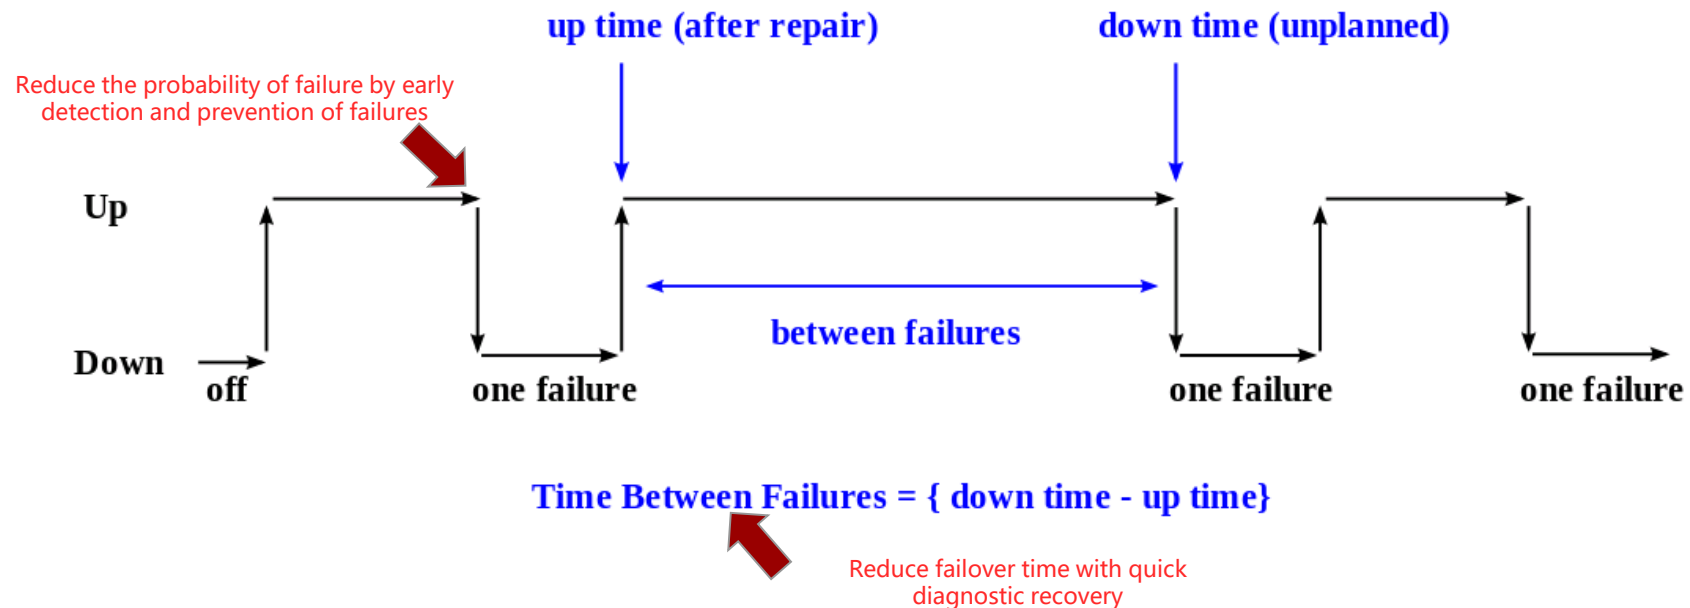 up time (after repair)
down time (unplanned)
Reduce the probability of failure by early
detection and prevention of failures
Up
between failures
Down
off
one failure
one failure
one failure
Time Between Failures = { down time - up time}
Reduce failover time with quick
diagnostic recovery